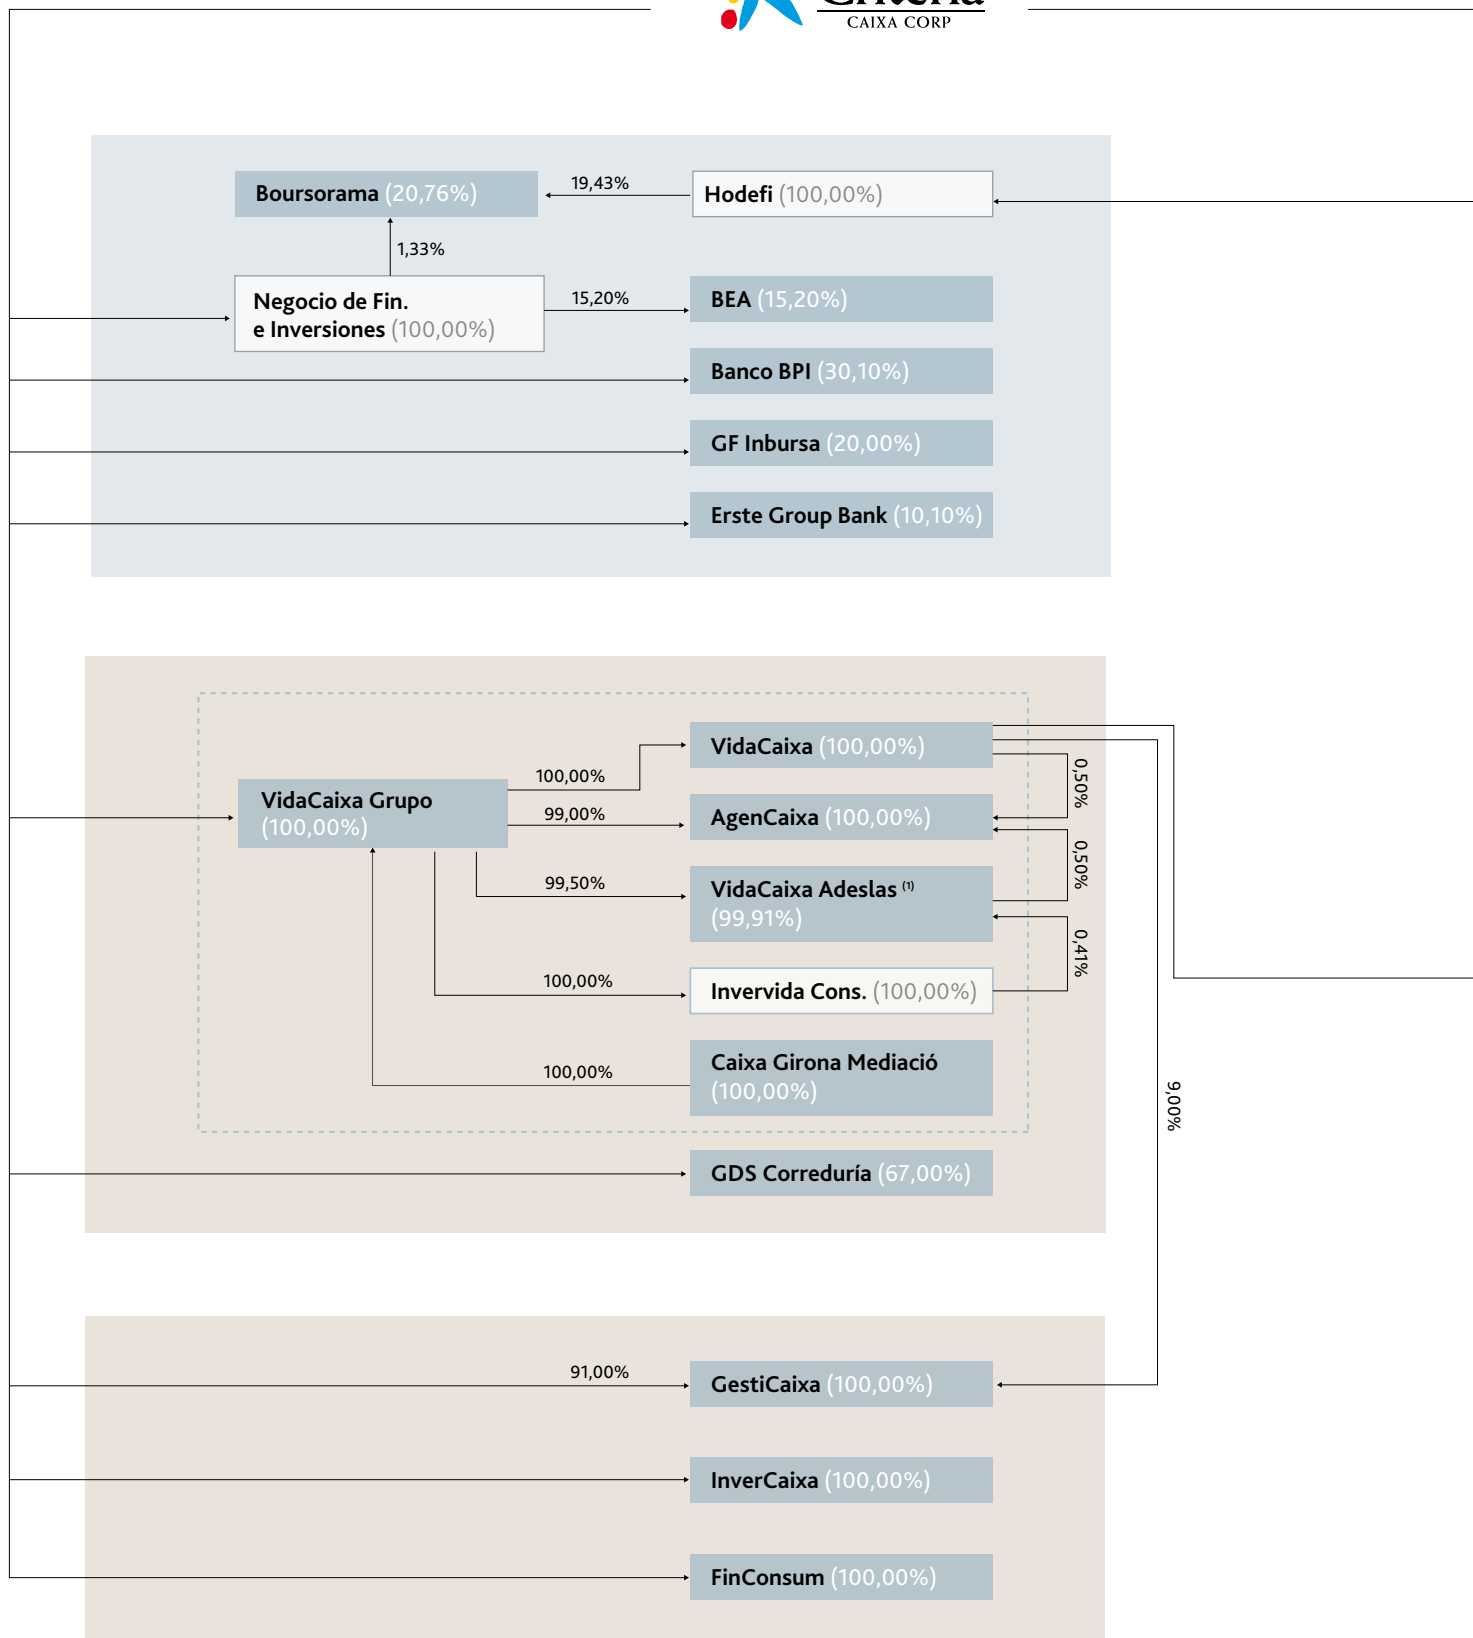 Criteria
CAIXA CORP
Boursorama (20,76%)
19,43%
Hodefi (100,00%)
1,33%
Negocio de Fin.
e Inversiones (100,00%)
15,20%
BEA (15,20%)
Banco BPI (30,10%)
GF Inbursa (20,00%)
Erste Group Bank (10,10%)
VidaCaixa (100,00%)
100,00%
0,50%
VidaCaixa Grupo
(100,00%)
99,00%
AgenCaixa (100,00%)
0,50%
99,50%
VidaCaixa Adeslas (1)
(99,91%)
0,41%
100,00%
Invervida Cons. (100,00%)
100,00%
Caixa Girona Mediació
(100,00%)
9,00%
GDS Correduría (67,00%)
91,00%
GestiCaixa (100,00%)
InverCaixa (100,00%)
FinConsum (100,00%)